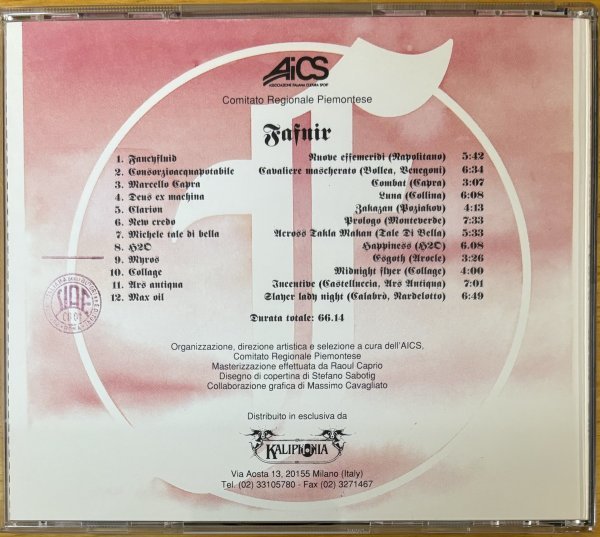 AiCS
ASSOCIAZIONE ITALIANA CULTURA SPORT
Comitato Regionale Piemontese
Fafnir
1. Fancyfluid Nuove effemeridi (Napolitano) 5:42
2. Consorzioacquapotabile Cavaliere mascherato (Vollea, Venegoni) 6:34
3. Marcello Capra Combat (Capra) 3:07
4. Deus ex machina Luna (Collina) 6:08
5. Clarion Zakazan (Poziakov) 4:13
6. New credo Prologo (Monteverde) 7:33
7. Michele tale di bella Across Takla Makan (Tale Di Bella) 5:33
8. H2O Happiness (H2O) 6.08
9. Myros Esgoth (Arocle) 3:26
10. Collage Midnight flyer (Collage) 4:00
11. Ars antiqua Incentive (Castelluccia, Ars Antiqua) 7:01
12. Max oil Slayer lady night (Calabrò, Nardelotto) 6:49
Durata totale: 66.14
SIAE
Organizzazione, direzione artistica e selezione a cura dell'AICS,
Comitato Regionale Piemontese
Masterizzazione effettuata da Raoul Caprio
Disegno di copertina di Stefano Sabotig
Collaborazione grafica di Massimo Cavagliato
Distribuito in esclusiva da
KALIPHONIA
Via Aosta 13, 20155 Milano (Italy)
Tel. (02) 33105780 - Fax (02) 3271467